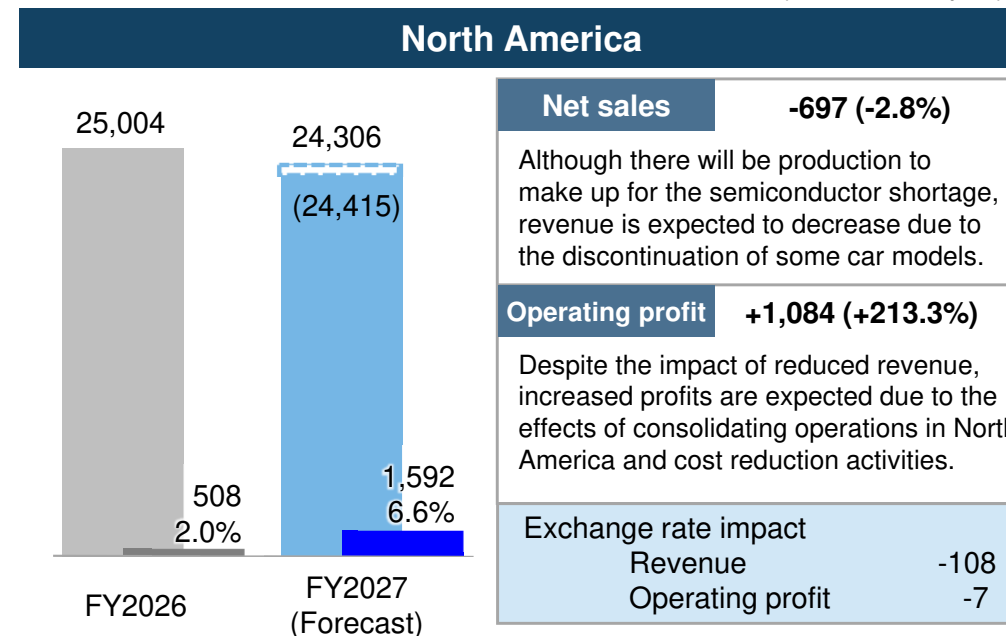 North America
25,004
24,306
(24,415)
508
2.0%
1,592
6.6%
FY2026
FY2027
(Forecast)
Net sales
-697 (-2.8%)
Although there will be production to
make up for the semiconductor shortage,
revenue is expected to decrease due to
the discontinuation of some car models.
Operating profit
+1,084 (+213.3%)
Despite the impact of reduced revenue,
increased profits are expected due to the
effects of consolidating operations in North
America and cost reduction activities.
Exchange rate impact
Revenue -108
Operating profit -7